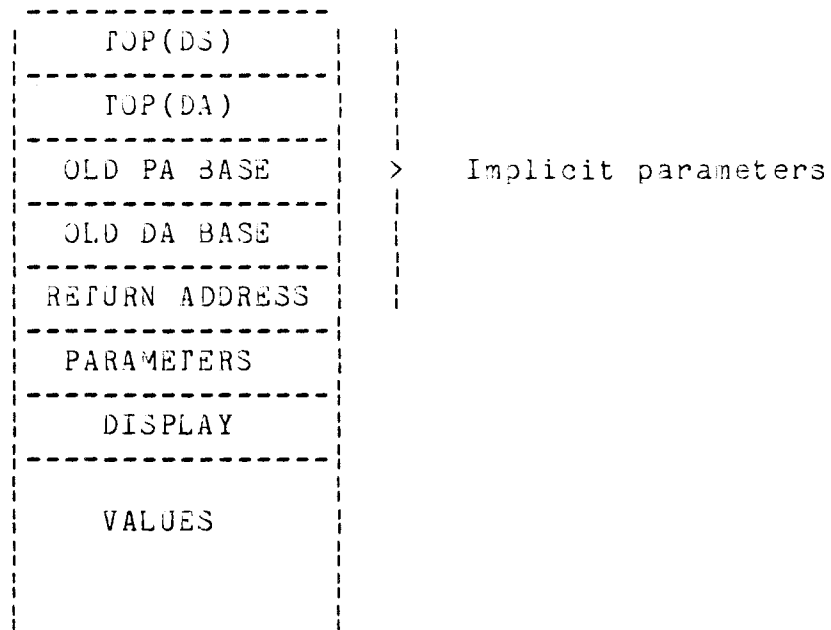 TOP(DS)
TOP(DA)
OLD PA BASE > Implicit parameters
OLD DA BASE
RETURN ADDRESS
PARAMETERS
DISPLAY
VALUES